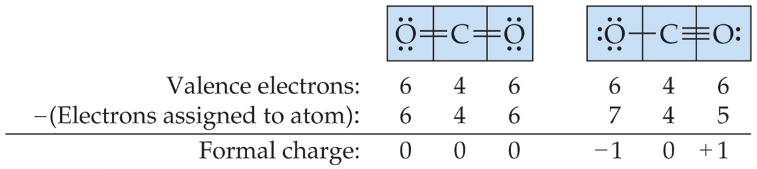 Ö=C=Ö :Ö—C≡O:
Valence electrons: 6 4 6 6 4 6
−(Electrons assigned to atom): 6 4 6 7 4 5
Formal charge: 0 0 0 −1 0 +1